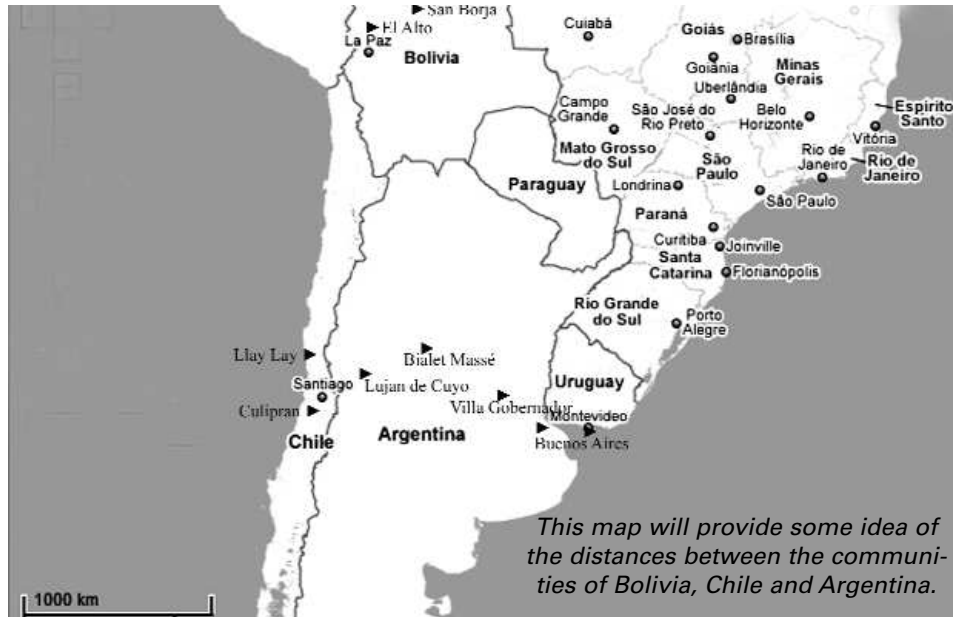 San Borja
El Alto
La Paz
Bolivia
Cuiabá
Goiás
Brasília
Goiânia
Minas
Gerais
Uberlândia
Campo
Grande
São José do
Rio Preto
Belo
Horizonte
Espírito
Santo
Vitória
Mato Grosso
do Sul
São
Paulo
Rio de
Janeiro
Rio de
Janeiro
Paraguay
Londrina
São Paulo
Paraná
Curitiba
Joinville
Santa
Catarina
Florianópolis
Rio Grande
do Sul
Porto
Alegre
Llay Lay
Bialet Massé
Santiago
Lujan de Cuyo
Uruguay
Culipran
Villa Gobernador
Montevideo
Chile
Argentina
Buenos Aires
This map will provide some idea of
the distances between the communi-
ties of Bolivia, Chile and Argentina.
1000 km